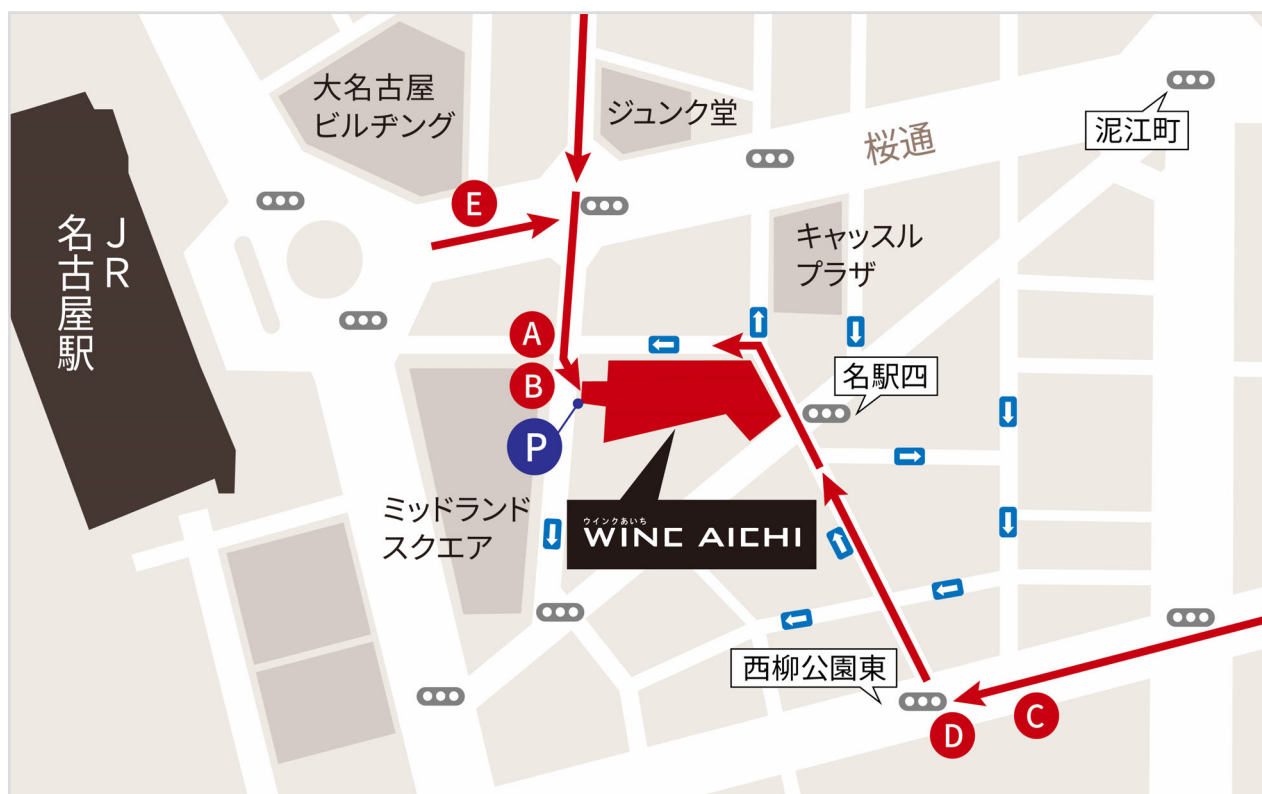 大名古屋
ビルヂング
ジュンク堂
桜通
泥江町
E
JR
名古屋駅
キャッスル
プラザ
A
B
名駅四
P
ミッドランド
スクエア
ウインクあいち
WINC AICHI
西柳公園東
C
D